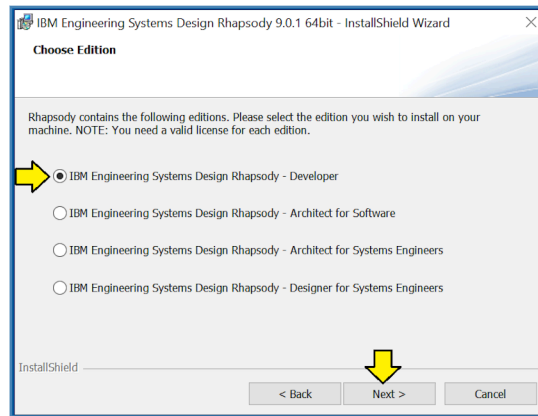 IBM Engineering Systems Design Rhapsody 9.0.1 64bit - InstallShield Wizard
Choose Edition
Rhapsody contains the following editions. Please select the edition you wish to install on your
machine. NOTE: You need a valid license for each edition.
IBM Engineering Systems Design Rhapsody - Developer
IBM Engineering Systems Design Rhapsody - Architect for Software
IBM Engineering Systems Design Rhapsody - Architect for Systems Engineers
IBM Engineering Systems Design Rhapsody - Designer for Systems Engineers
InstallShield
< Back Next > Cancel